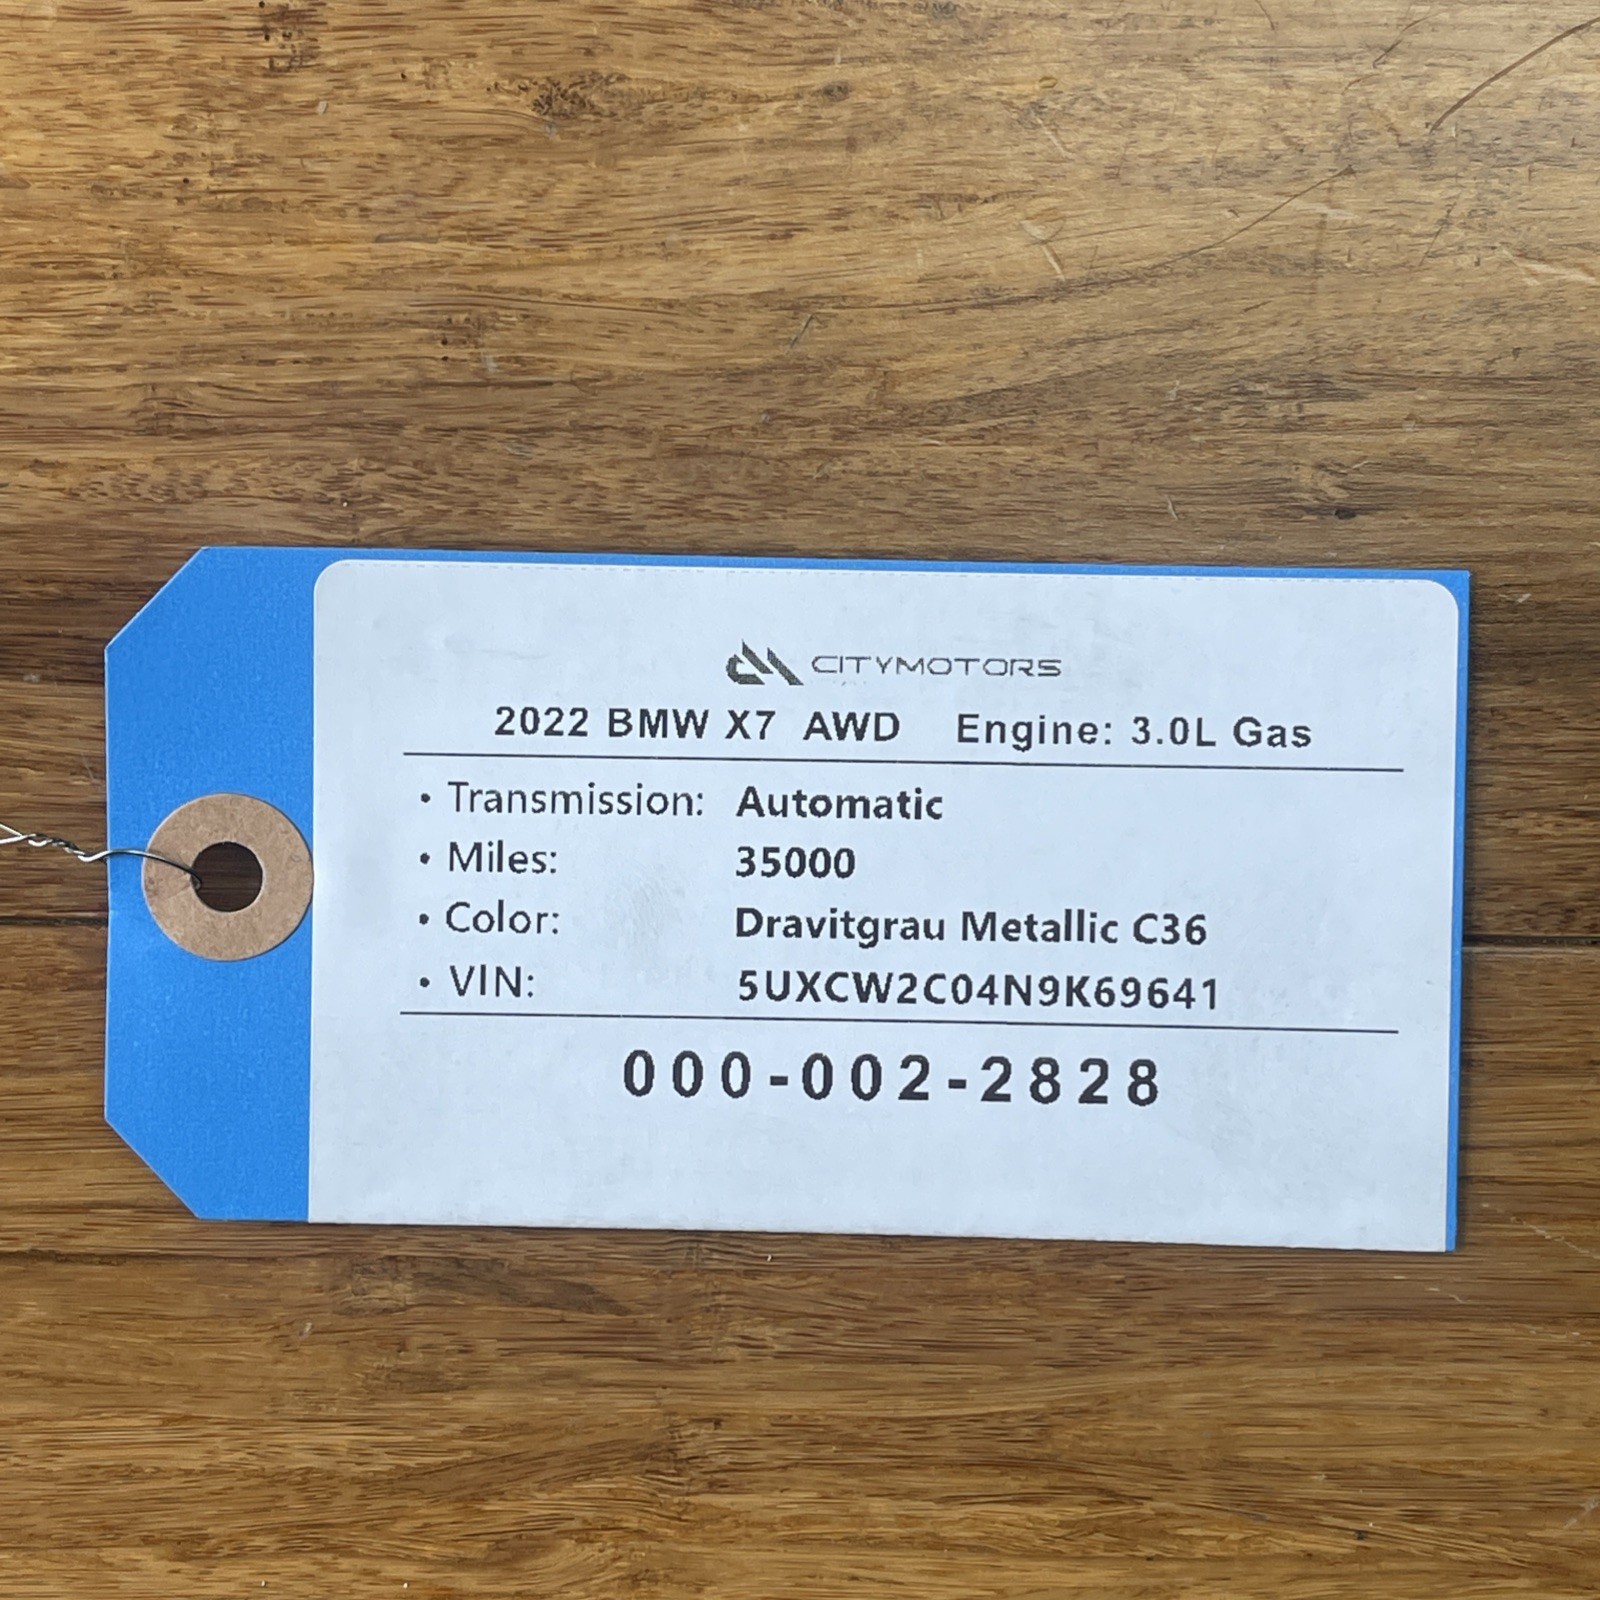 CITYMOTORS
2022 BMW X7 AWD Engine: 3.0L Gas
• Transmission: Automatic
• Miles: 35000
• Color: Dravitgrau Metallic C36
• VIN: 5UXCW2C04N9K69641
000-002-2828